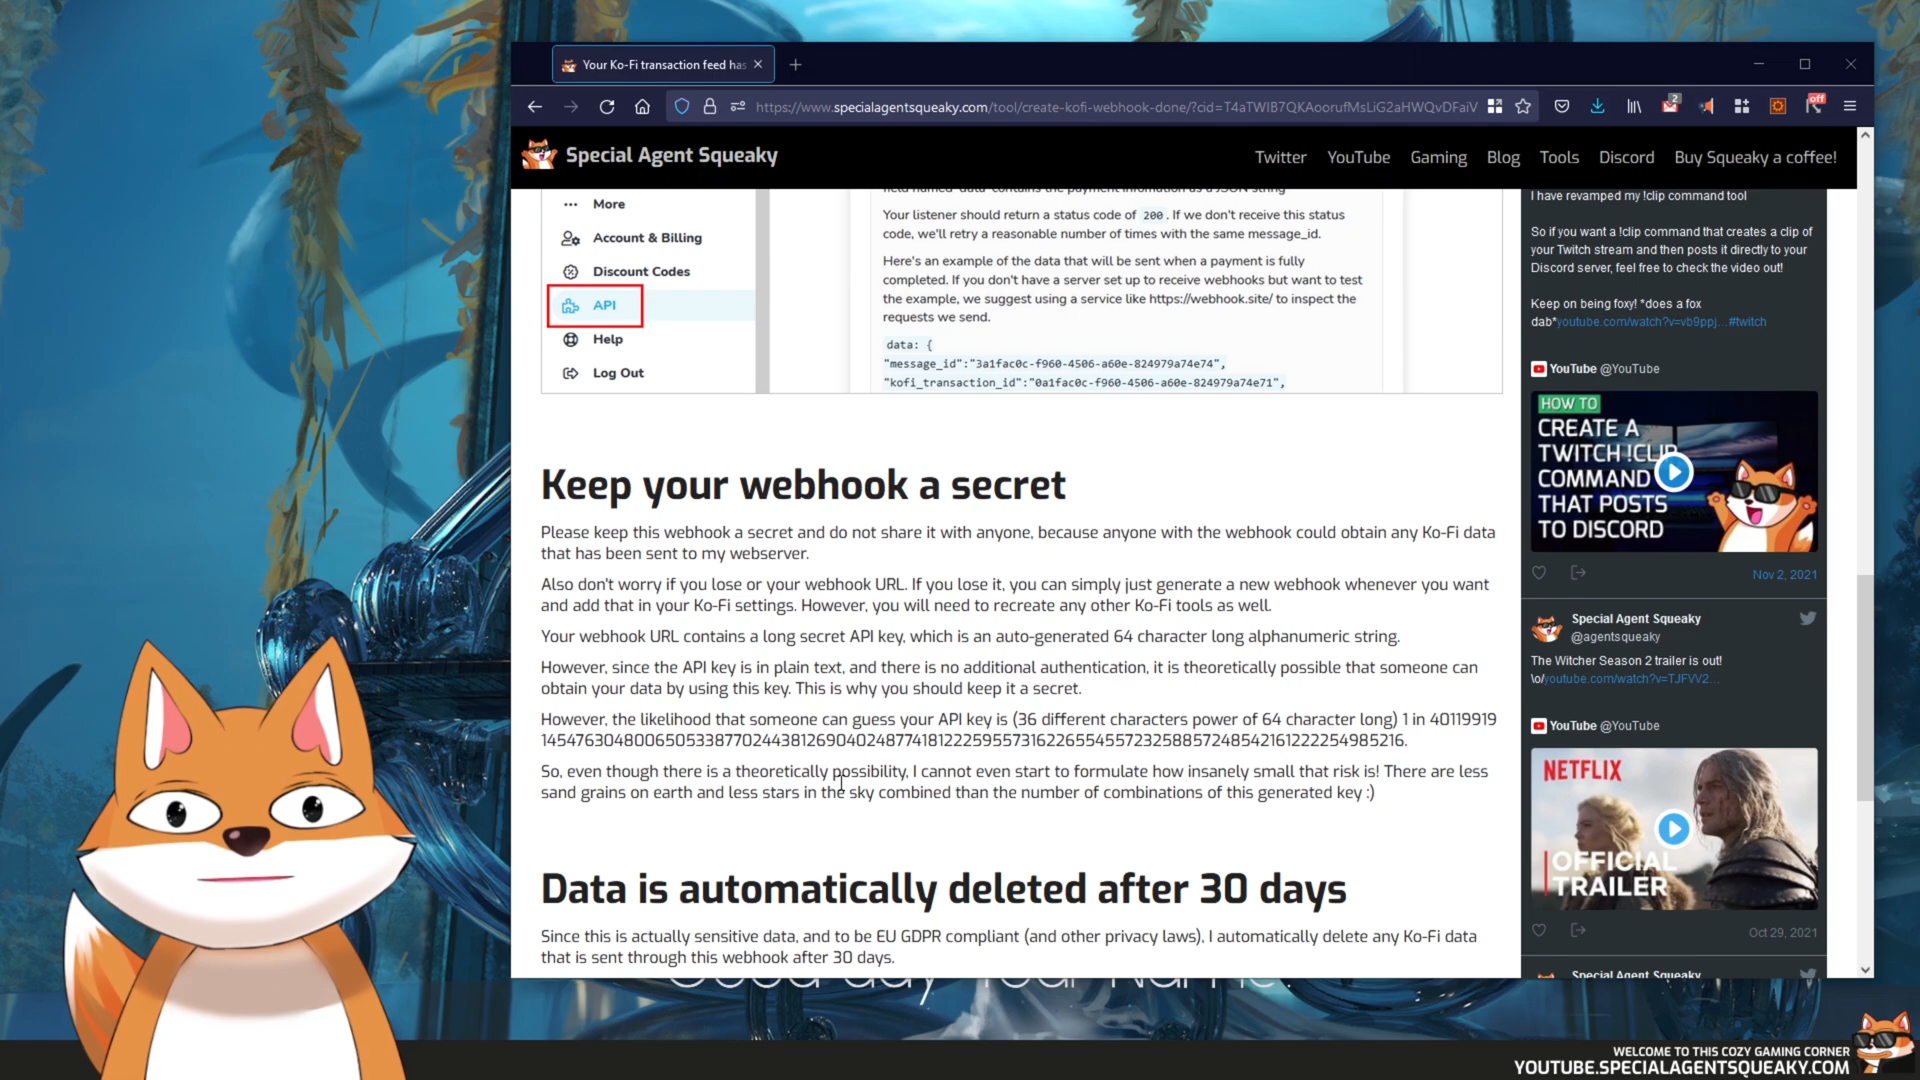 Your Ko-Fi transaction feed has
https://www.specialagentsqueaky.com/tool/create-kofi-webhook-done/?cid=T4aTWIB7QKAoorufMsLiG2aHWQvDFaiV
2
off
Special Agent Squeaky
Twitter YouTube Gaming Blog Tools Discord Buy Squeaky a coffee!
More
Account & Billing
Discount Codes
API
Help
Log Out
field named 'data' contains the payment infomation as a JSON string
Your listener should return a status code of 200. If we don't receive this status
code, we'll retry a reasonable number of times with the same message_id.
Here's an example of the data that will be sent when a payment is fully
completed. If you don't have a server set up to receive webhooks but want to test
the example, we suggest using a service like https://webhook.site/ to inspect the
requests we send.
data: {
"message_id":"3a1fac0c-f960-4506-a60e-824979a74e74",
"kofi_transaction_id":"0a1fac0c-f960-4506-a60e-824979a74e71",
Keep your webhook a secret
Please keep this webhook a secret and do not share it with anyone, because anyone with the webhook could obtain any Ko-Fi data
that has been sent to my webserver.
Also don't worry if you lose or your webhook URL. If you lose it, you can simply just generate a new webhook whenever you want
and add that in your Ko-Fi settings. However, you will need to recreate any other Ko-Fi tools as well.
Your webhook URL contains a long secret API key, which is an auto-generated 64 character long alphanumeric string.
However, since the API key is in plain text, and there is no additional authentication, it is theoretically possible that someone can
obtain your data by using this key. This is why you should keep it a secret.
However, the likelihood that someone can guess your API key is (36 different characters power of 64 character long) 1 in 40119919
14547630480065053387702443812690402487741812225955731622655455723258857248542161222254985216.
So, even though there is a theoretically possibility, I cannot even start to formulate how insanely small that risk is! There are less
sand grains on earth and less stars in the sky combined than the number of combinations of this generated key :)
Data is automatically deleted after 30 days
Since this is actually sensitive data, and to be EU GDPR compliant (and other privacy laws), I automatically delete any Ko-Fi data
that is sent through this webhook after 30 days.
I have revamped my !clip command tool
So if you want a !clip command that creates a clip of
your Twitch stream and then posts it directly to your
Discord server, feel free to check the video out!
Keep on being foxy! *does a fox
dab*youtube.com/watch?v=vb9ppj…#twitch
YouTube @YouTube
HOW TO
CREATE A
TWITCH !CLIP
COMMAND
THAT POSTS
TO DISCORD
Nov 2, 2021
Special Agent Squeaky
@agentsqueaky
The Witcher Season 2 trailer is out!
\o/youtube.com/watch?v=TJFVV2…
YouTube @YouTube
NETFLIX
OFFICIAL
TRAILER
Oct 29, 2021
Special Agent Squeaky
WELCOME TO THIS COZY GAMING CORNER
YOUTUBE.SPECIALAGENTSQUEAKY.COM